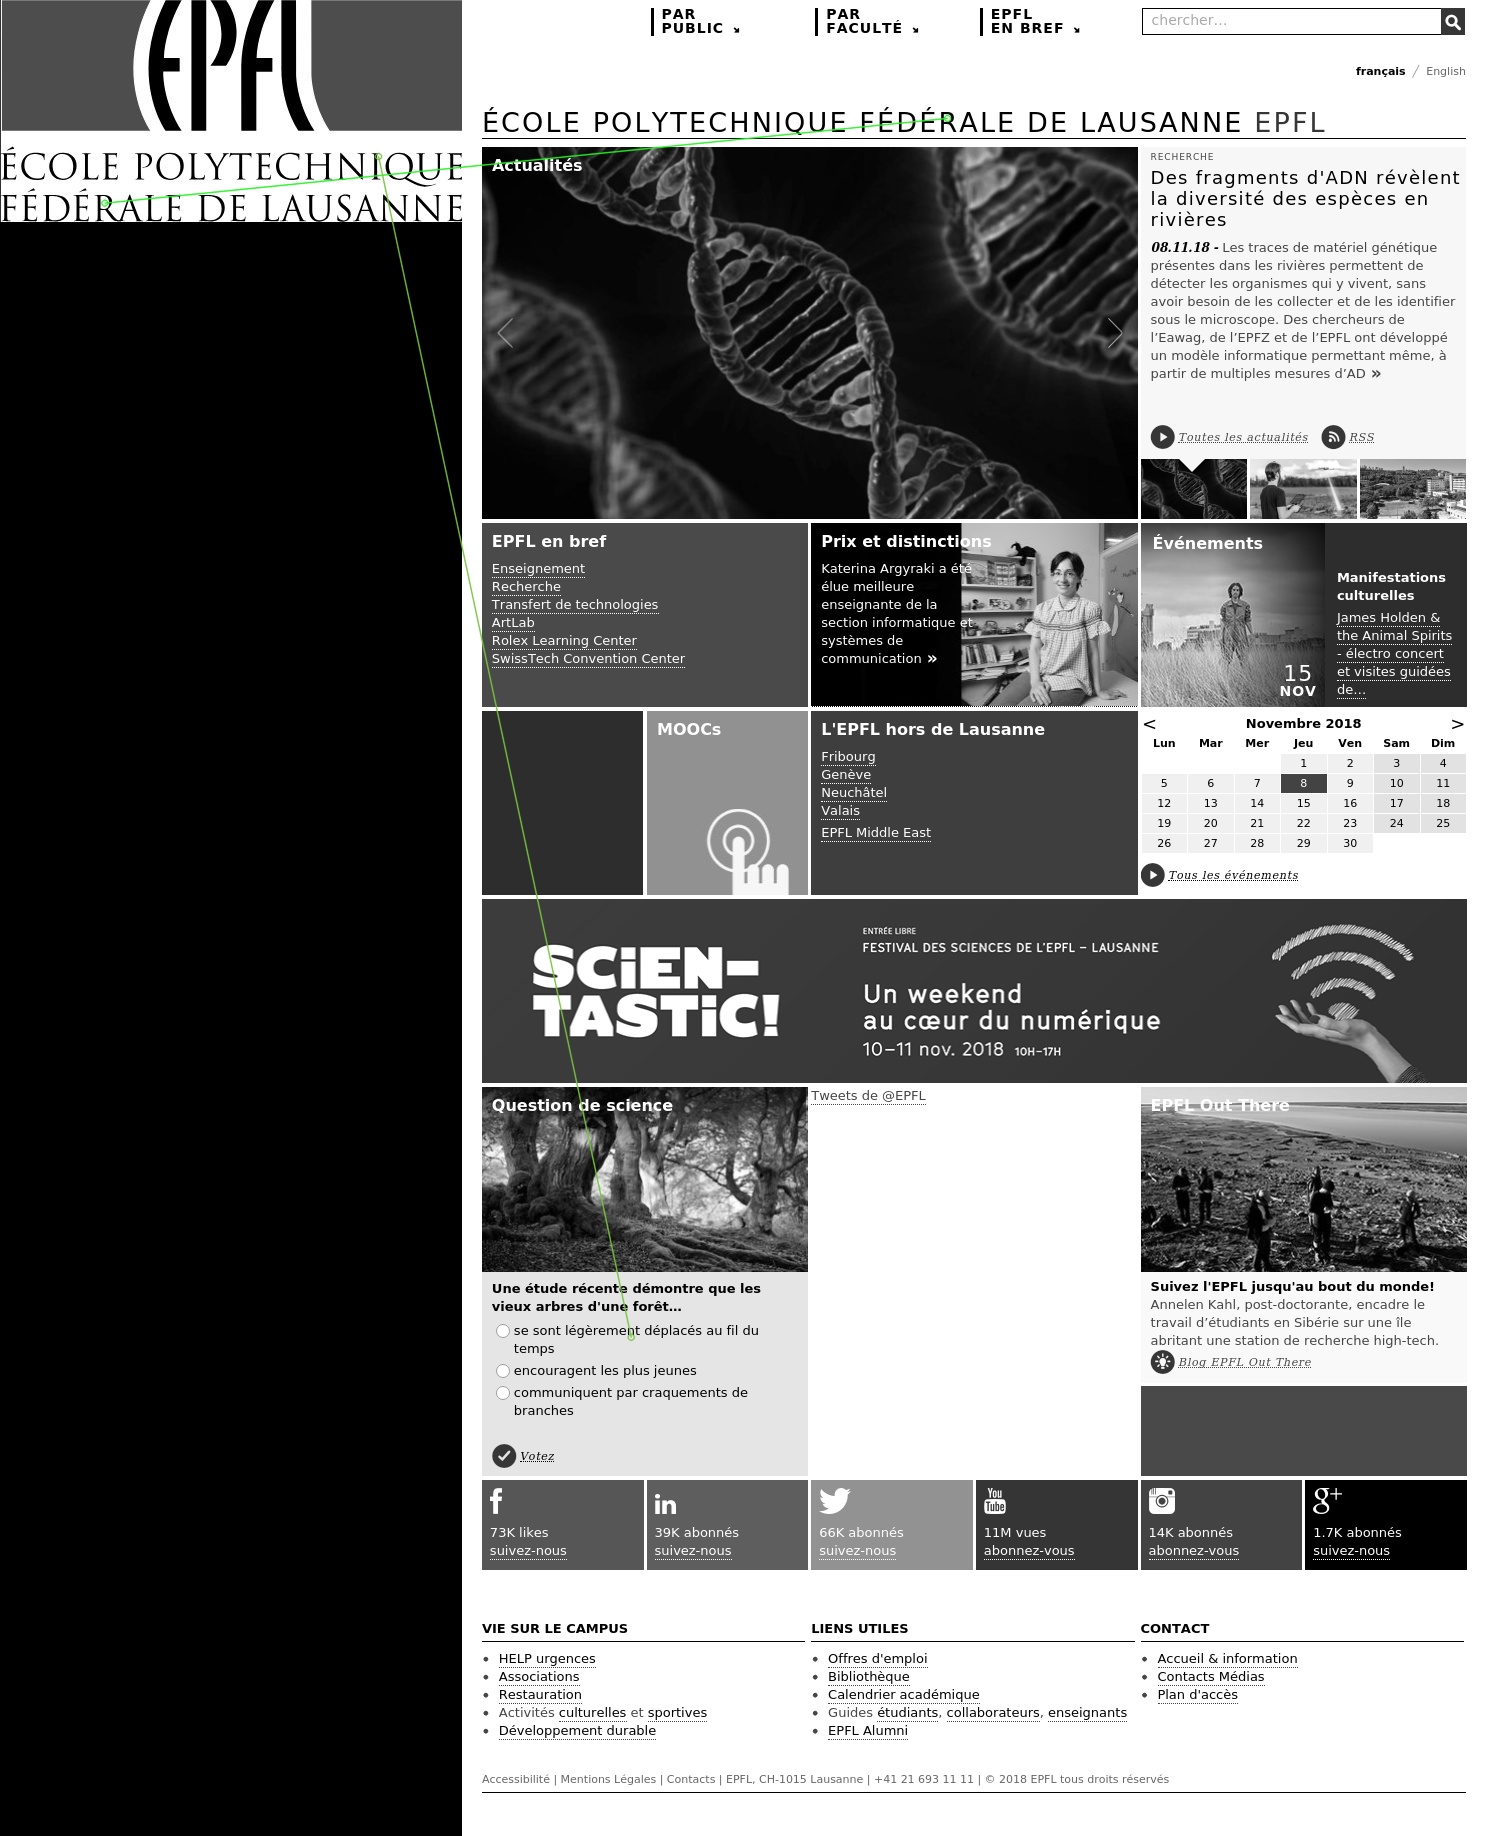 EPFL
ÉCOLE POLYTECHNIQUE
FÉDÉRALE DE LAUSANNE
PAR
PUBLIC
PAR
FACULTÉ
EPFL
EN BREF
chercher...
français / English
ÉCOLE POLYTECHNIQUE FÉDÉRALE DE LAUSANNE EPFL
Actualités
RECHERCHE
Des fragments d'ADN révèlent
la diversité des espèces en
rivières
08.11.18 - Les traces de matériel génétique
présentes dans les rivières permettent de
détecter les organismes qui y vivent, sans
avoir besoin de les collecter et de les identifier
sous le microscope. Des chercheurs de
l’Eawag, de l’EPFZ et de l’EPFL ont développé
un modèle informatique permettant même, à
partir de multiples mesures d’AD »
Toutes les actualités RSS
EPFL en bref
Enseignement
Recherche
Transfert de technologies
ArtLab
Rolex Learning Center
SwissTech Convention Center
Prix et distinctions
Katerina Argyraki a été
élue meilleure
enseignante de la
section informatique et
systèmes de
communication »
Événements
15
NOV
Manifestations
culturelles
James Holden &
the Animal Spirits
- électro concert
et visites guidées
de…
MOOCs
L'EPFL hors de Lausanne
Fribourg
Genève
Neuchâtel
Valais
EPFL Middle East
< Novembre 2018 >
Lun Mar Mer Jeu Ven Sam Dim
1 2 3 4
5 6 7 8 9 10 11
12 13 14 15 16 17 18
19 20 21 22 23 24 25
26 27 28 29 30
Tous les événements
SCiEN-
TASTiC!
ENTRÉE LIBRE
FESTIVAL DES SCIENCES DE L'EPFL – LAUSANNE
Un weekend
au cœur du numérique
10–11 nov. 2018 10H–17H
Question de science
Une étude récente démontre que les
vieux arbres d'une forêt…
se sont légèrement déplacés au fil du
temps
encouragent les plus jeunes
communiquent par craquements de
branches
Votez
Tweets de @EPFL
EPFL Out There
Suivez l'EPFL jusqu'au bout du monde!
Annelen Kahl, post-doctorante, encadre le
travail d’étudiants en Sibérie sur une île
abritant une station de recherche high-tech.
Blog EPFL Out There
73K likes
suivez-nous
39K abonnés
suivez-nous
66K abonnés
suivez-nous
You
Tube
11M vues
abonnez-vous
14K abonnés
abonnez-vous
g+
1.7K abonnés
suivez-nous
VIE SUR LE CAMPUS
HELP urgences
Associations
Restauration
Activités culturelles et sportives
Développement durable
LIENS UTILES
Offres d'emploi
Bibliothèque
Calendrier académique
Guides étudiants, collaborateurs, enseignants
EPFL Alumni
CONTACT
Accueil & information
Contacts Médias
Plan d'accès
Accessibilité | Mentions Légales | Contacts | EPFL, CH-1015 Lausanne | +41 21 693 11 11 | © 2018 EPFL tous droits réservés